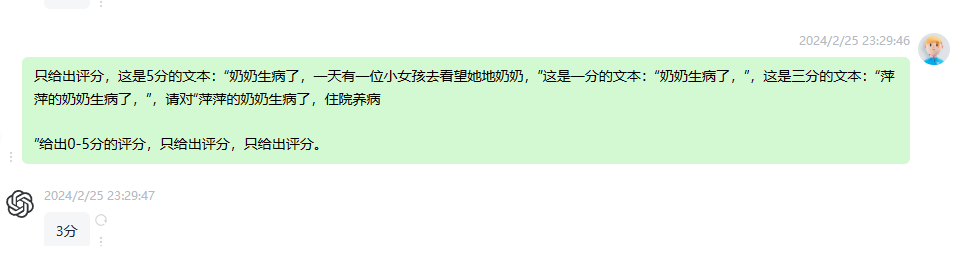 2024/2/25 23:29:46
只给出评分，这是5分的文本：“奶奶生病了，一天有一位小女孩去看望她地奶奶，”这是一分的文本：“奶奶生病了，”，这是三分的文本：“萍
萍的奶奶生病了，”，请对“萍萍的奶奶生病了，住院养病
”给出0-5分的评分，只给出评分，只给出评分。
2024/2/25 23:29:47
3分